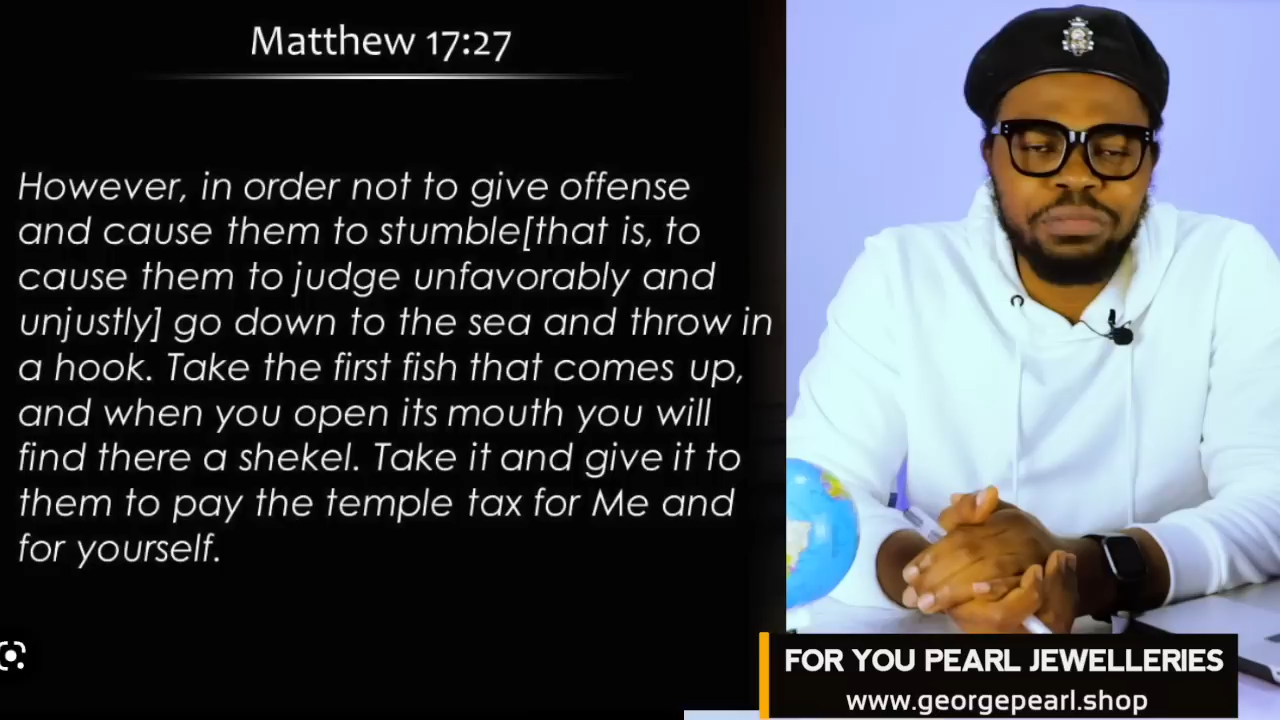 Matthew 17:27
However, in order not to give offense
and cause them to stumble[that is, to
cause them to judge unfavorably and
unjustly] go down to the sea and throw in
a hook. Take the first fish that comes up,
and when you open its mouth you will
find there a shekel. Take it and give it to
them to pay the temple tax for Me and
for yourself.
FOR YOU PEARL JEWELLERIES
www.georgepearl.shop